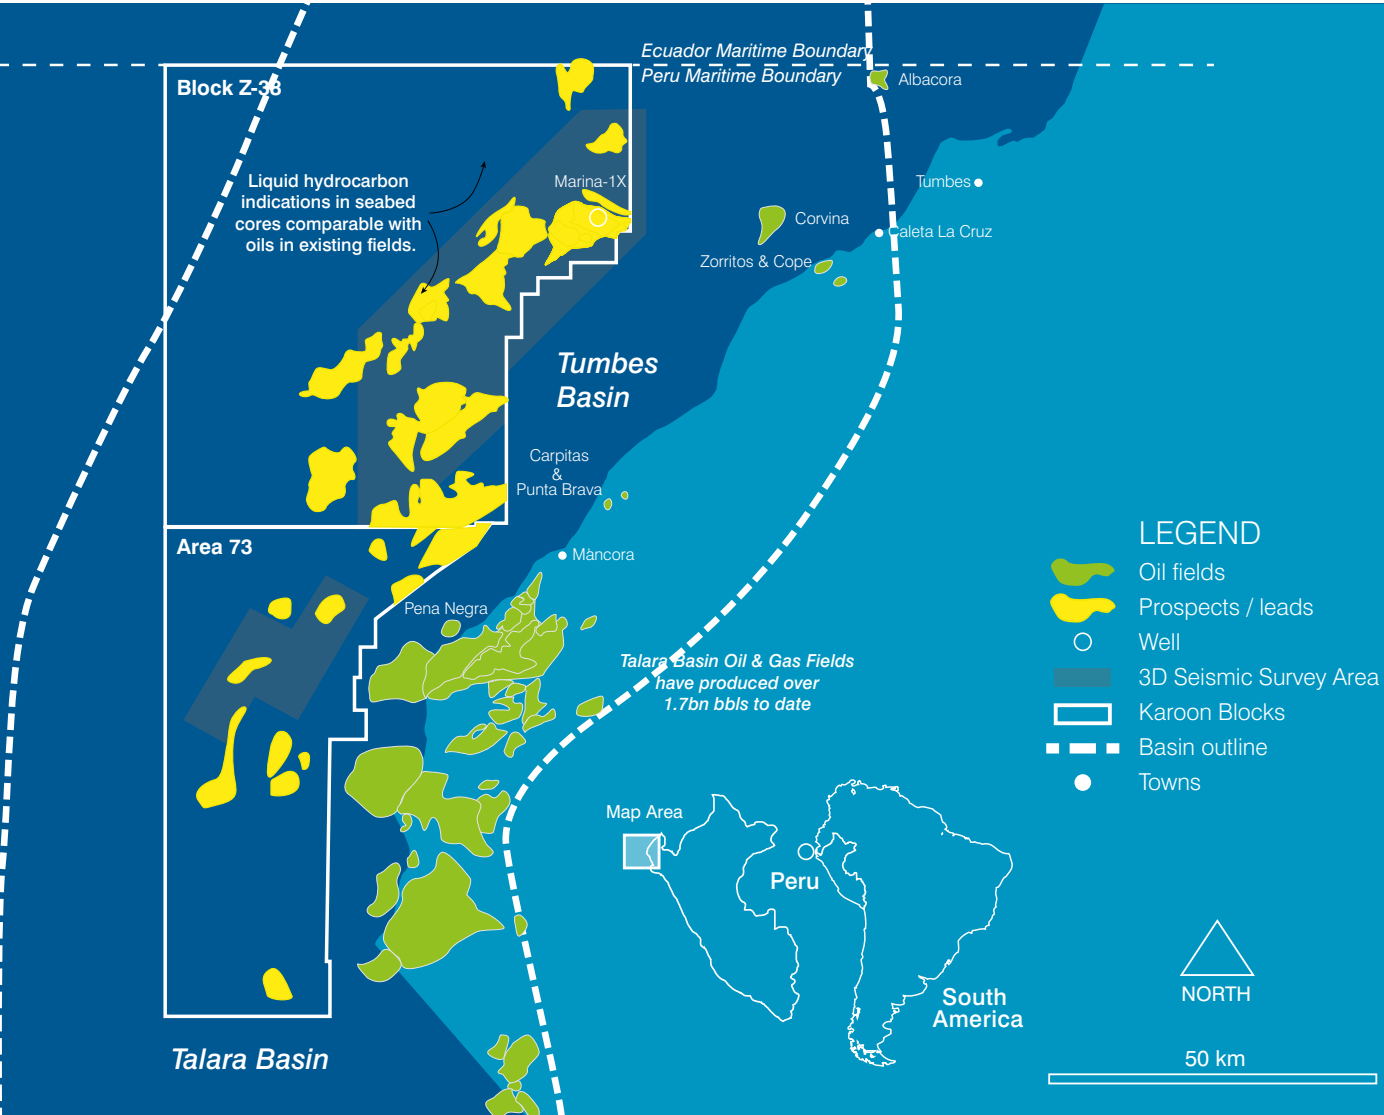 Ecuador Maritime Boundary
Peru Maritime Boundary
Albacora
Block Z-38
Liquid hydrocarbon
indications in seabed
cores comparable with
oils in existing fields.
Marina-1X
Tumbes
Corvina
Caleta La Cruz
Zorritos & Cope
Tumbes
Basin
Carpitas
&
Punta Brava
Area 73
Màncora
Pena Negra
Talara Basin Oil & Gas Fields
have produced over
1.7bn bbls to date
LEGEND
Oil fields
Prospects / leads
Well
3D Seismic Survey Area
Karoon Blocks
Basin outline
Towns
Map Area
Peru
South
America
NORTH
50 km
Talara Basin